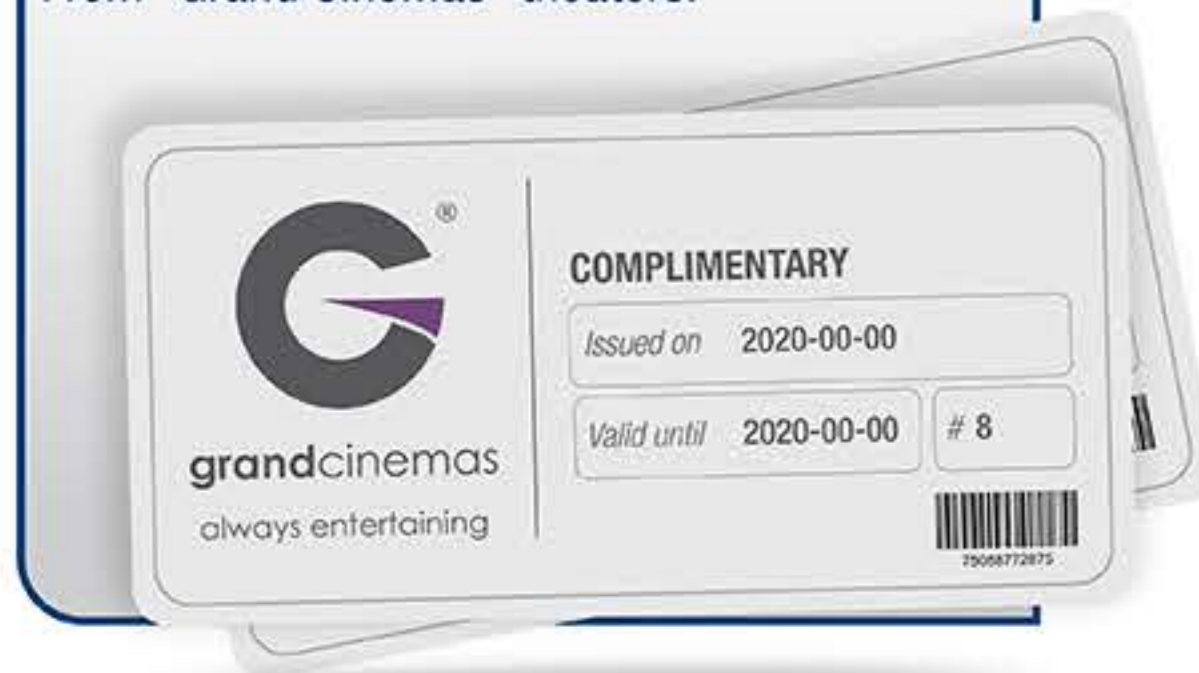 ®
COMPLIMENTARY
Issued on 2020-00-00
Valid until 2020-00-00 # 8
grandcinemas
always entertaining